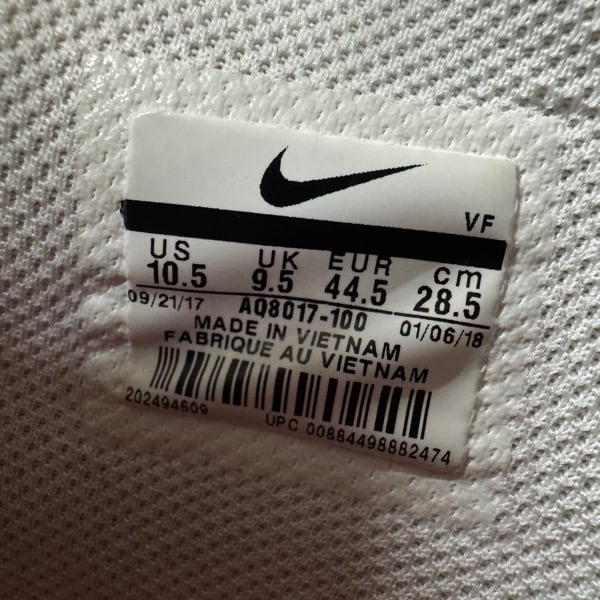 VF
US UK EUR cm
10.5 9.5 44.5 28.5
09/21/17 AQ8017-100 01/06/18
MADE IN VIETNAM
FABRIQUE AU VIETNAM
202494609 UPC 00884498882474